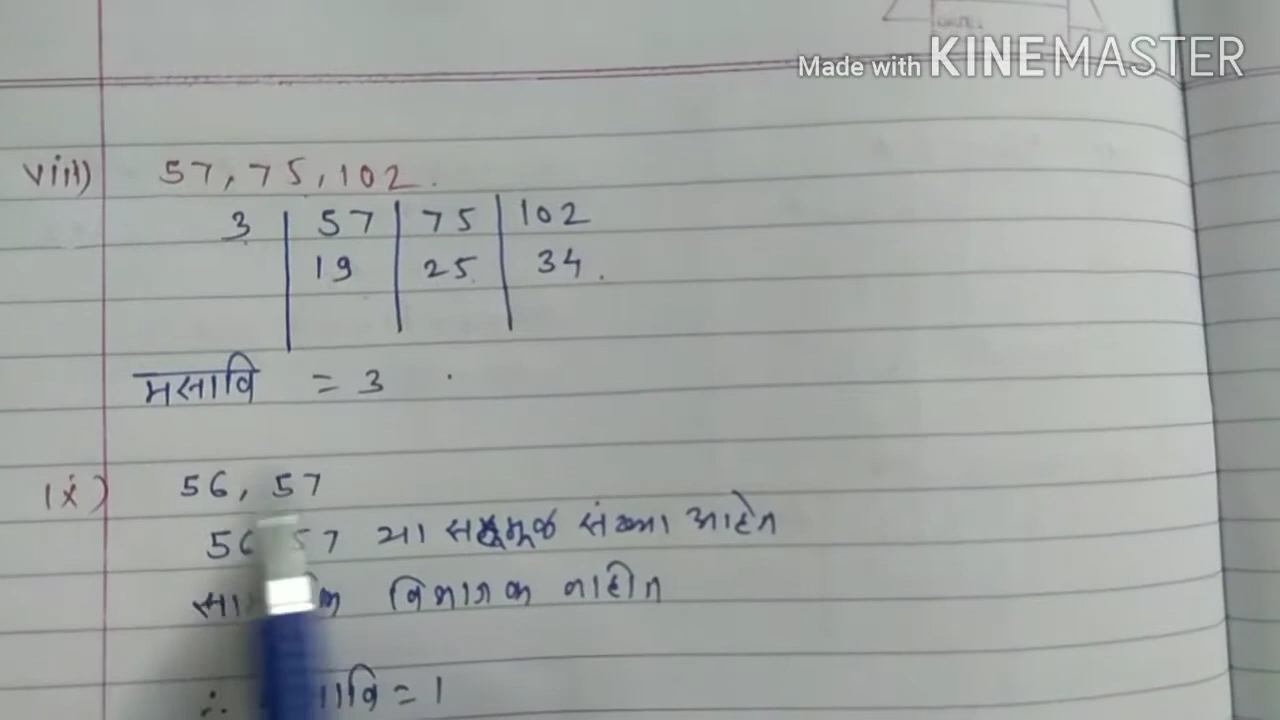 Made with KINEMASTER
viii) 57, 75, 102.
3 | 57 | 75 | 102
19 | 25 | 34.
मसावि = 3
ix) 56, 57
57 या सहमूळ संख्या आहेत
विभाजक नाहीत
∴ = 1